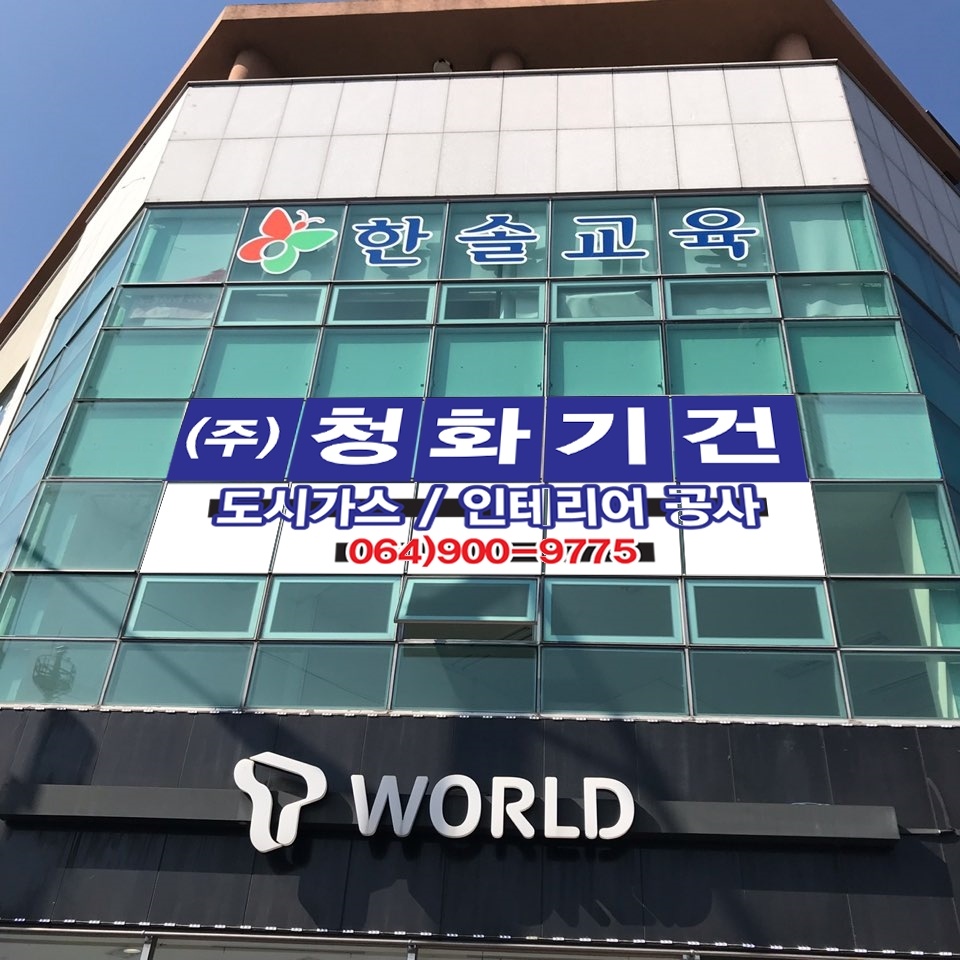 한솔교육
(주)청화기건
도시가스 / 인테리어 공사
064)900=9775
T WORLD